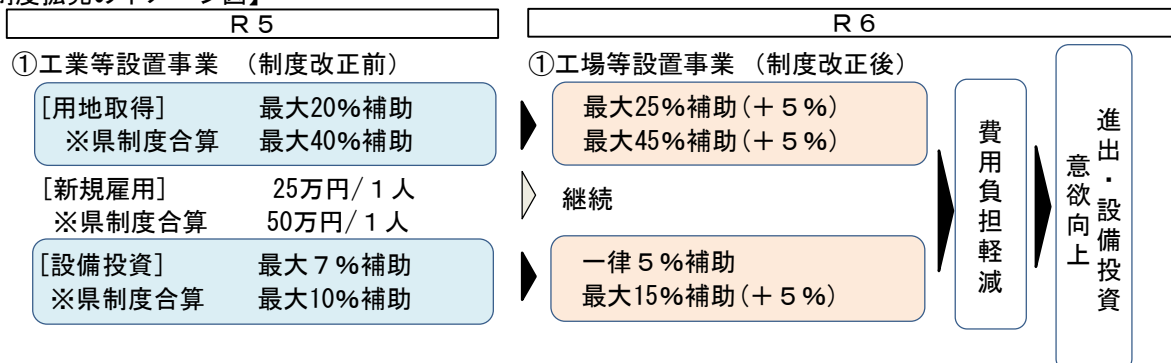 Ｒ５
①工業等設置事業　（制度改正前）
[用地取得]　最大20％補助
※県制度合算　最大40％補助
[新規雇用]　25万円/１人
※県制度合算　50万円/１人
[設備投資]　最大７％補助
※県制度合算　最大10％補助
Ｒ６
①工場等設置事業　（制度改正後）
最大25％補助(＋５％)
最大45％補助(＋５％)
継続
一律５％補助
最大15％補助(＋５％)
費用負担軽減
進出・設備投資
意欲向上